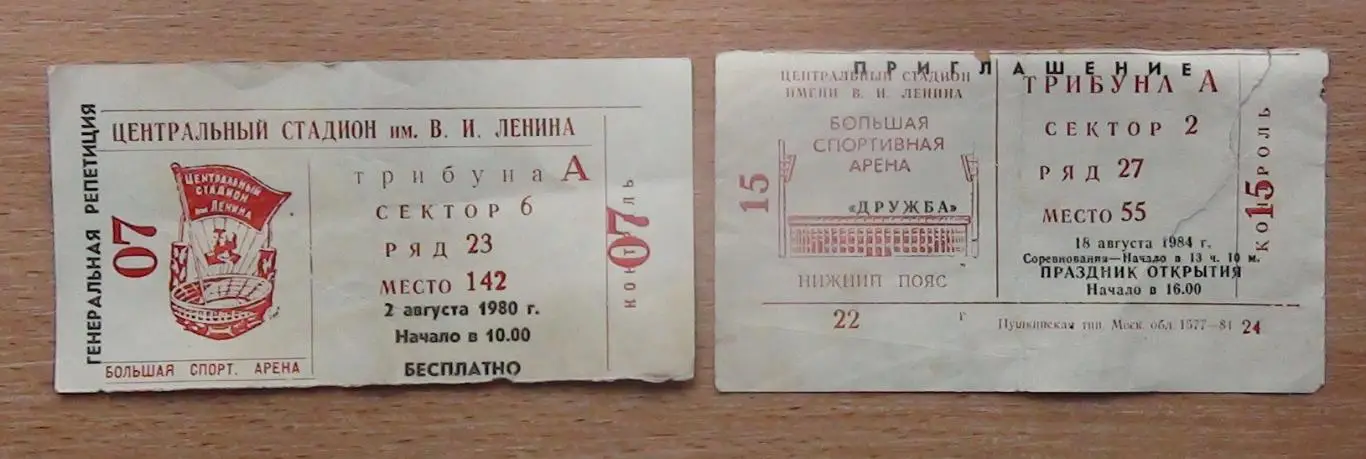 ГЕНЕРАЛЬНАЯ РЕПЕТИЦИЯ
ЦЕНТРАЛЬНЫЙ СТАДИОН им. В. И. ЛЕНИНА
07
ЦЕНТРАЛЬНЫЙ
СТАДИОН
им. ЛЕНИНА
БОЛЬШАЯ СПОРТ. АРЕНА
трибуна А
СЕКТОР 6
РЯД 23
МЕСТО 142
2 августа 1980 г.
Начало в 10.00
БЕСПЛАТНО
07
КОНТРОЛЬ
ПРИГЛАШЕНИЕ
ЦЕНТРАЛЬНЫЙ СТАДИОН
ИМЕНИ В. И. ЛЕНИНА
15
БОЛЬШАЯ
СПОРТИВНАЯ
АРЕНА
«ДРУЖБА»
НИЖНИЙ ПОЯС
22
ТРИБУНА А
СЕКТОР 2
РЯД 27
МЕСТО 55
18 августа 1984 г.
Соревнования—Начало в 13 ч. 10 м.
ПРАЗДНИК ОТКРЫТИЯ
Начало в 16.00
г
Пушкинская тип. Моск. обл. 1577—84 24
15
КОНТРОЛЬ